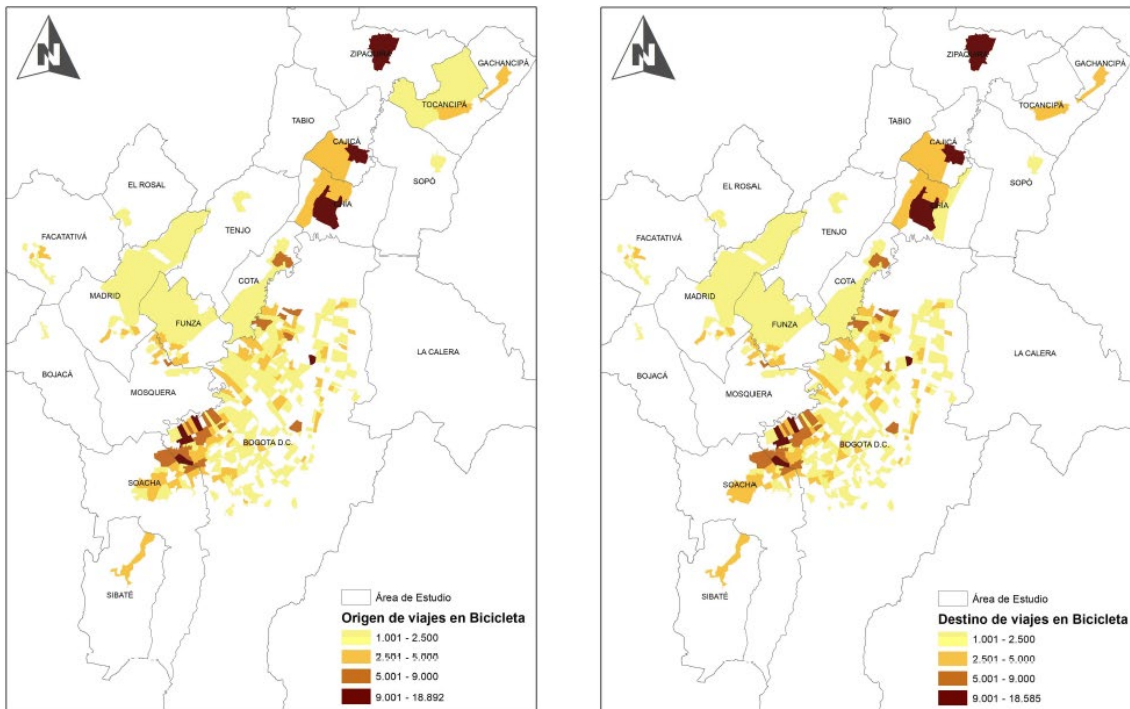 N
ZIPAQUIRÁ
GACHANCIPÁ
TOCANCIPÁ
TABIO
CAJICÁ
SOPÓ
EL ROSAL
CHÍA
TENJO
FACATATIVÁ
COTA
MADRID
FUNZA
LA CALERA
BOJACÁ
MOSQUERA
BOGOTA D.C.
SOACHA
SIBATÉ
Área de Estudio
Origen de viajes en Bicicleta
1.001 - 2.500
2.501 - 5.000
5.001 - 9.000
9.001 - 18.892
N
ZIPAQUIRÁ
GACHANCIPÁ
TOCANCIPÁ
TABIO
CAJICÁ
SOPÓ
EL ROSAL
CHÍA
TENJO
FACATATIVÁ
COTA
MADRID
FUNZA
LA CALERA
BOJACÁ
MOSQUERA
BOGOTA D.C.
SOACHA
SIBATÉ
Área de Estudio
Destino de viajes en Bicicleta
1.001 - 2.500
2.501 - 5.000
5.001 - 9.000
9.001 - 18.585